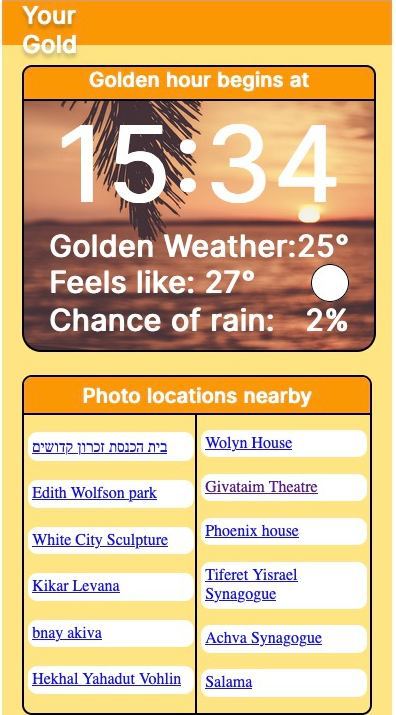 Your
Gold
Golden hour begins at
15:34
Golden Weather:25°
Feels like: 27°
Chance of rain: 2%
Photo locations nearby
בית הכנסת זכרון קדושים
Edith Wolfson park
White City Sculpture
Kikar Levana
bnay akiva
Hekhal Yahadut Vohlin
Wolyn House
Givataim Theatre
Phoenix house
Tiferet Yisrael
Synagogue
Achva Synagogue
Salama